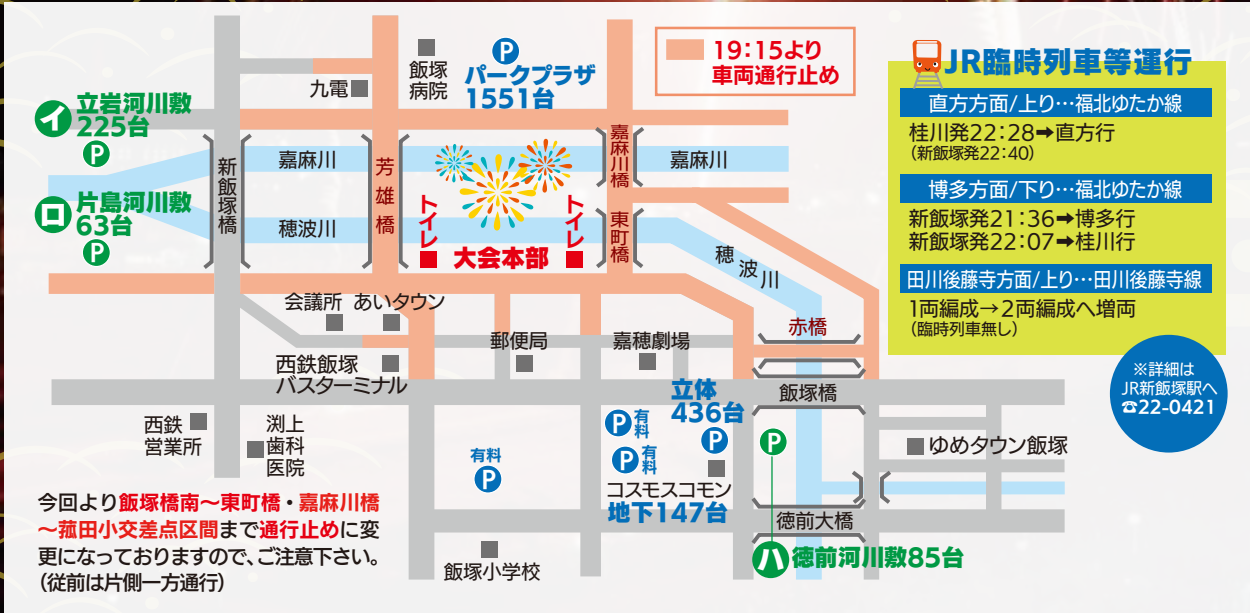 19:15より
車両通行止め
九電
飯塚
病院
P
パークプラザ
1551台
イ
立岩河川敷
225台
P
ロ
片島河川敷
63台
P
新飯塚橋
嘉麻川
芳雄橋
嘉麻川橋
嘉麻川
穂波川
トイレ
大会本部
トイレ
東町橋
穂波川
会議所
あいタウン
西鉄飯塚
バスターミナル
郵便局
嘉穂劇場
赤橋
飯塚橋
西鉄
営業所
渕上
歯科
医院
有料
P
P
有料
P
有料
立体
436台
P
コスモスコモン
地下147台
P
ゆめタウン飯塚
徳前大橋
ハ
徳前河川敷85台
飯塚小学校
今回より飯塚橋南～東町橋・嘉麻川橋
～菰田小交差点区間まで通行止めに変
更になっておりますので、ご注意下さい。
(従前は片側一方通行)
JR臨時列車等運行
直方方面/上り…福北ゆたか線
桂川発22:28➡直方行
(新飯塚発22:40)
博多方面/下り…福北ゆたか線
新飯塚発21:36➡博多行
新飯塚発22:07➡桂川行
田川後藤寺方面/上り…田川後藤寺線
1両編成→2両編成へ増両
(臨時列車無し)
※詳細は
JR新飯塚駅へ
☎22-0421